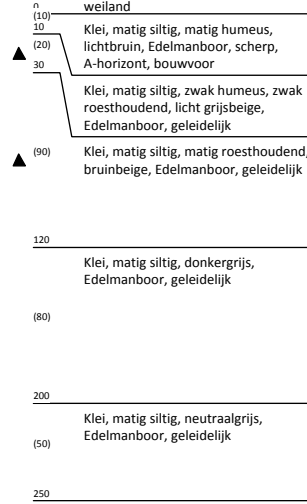 0
weiland
(10)
10
Klei, matig siltig, matig humeus,
lichtbruin, Edelmanboor, scherp,
A-horizont, bouwvoor
(20)
30
Klei, matig siltig, zwak humeus, zwak
roesthoudend, licht grijsbeige,
Edelmanboor, geleidelijk
(90)
Klei, matig siltig, matig roesthoudend,
bruinbeige, Edelmanboor, geleidelijk
120
Klei, matig siltig, donkergrijs,
Edelmanboor, geleidelijk
(80)
200
Klei, matig siltig, neutraalgrijs,
Edelmanboor, geleidelijk
(50)
250